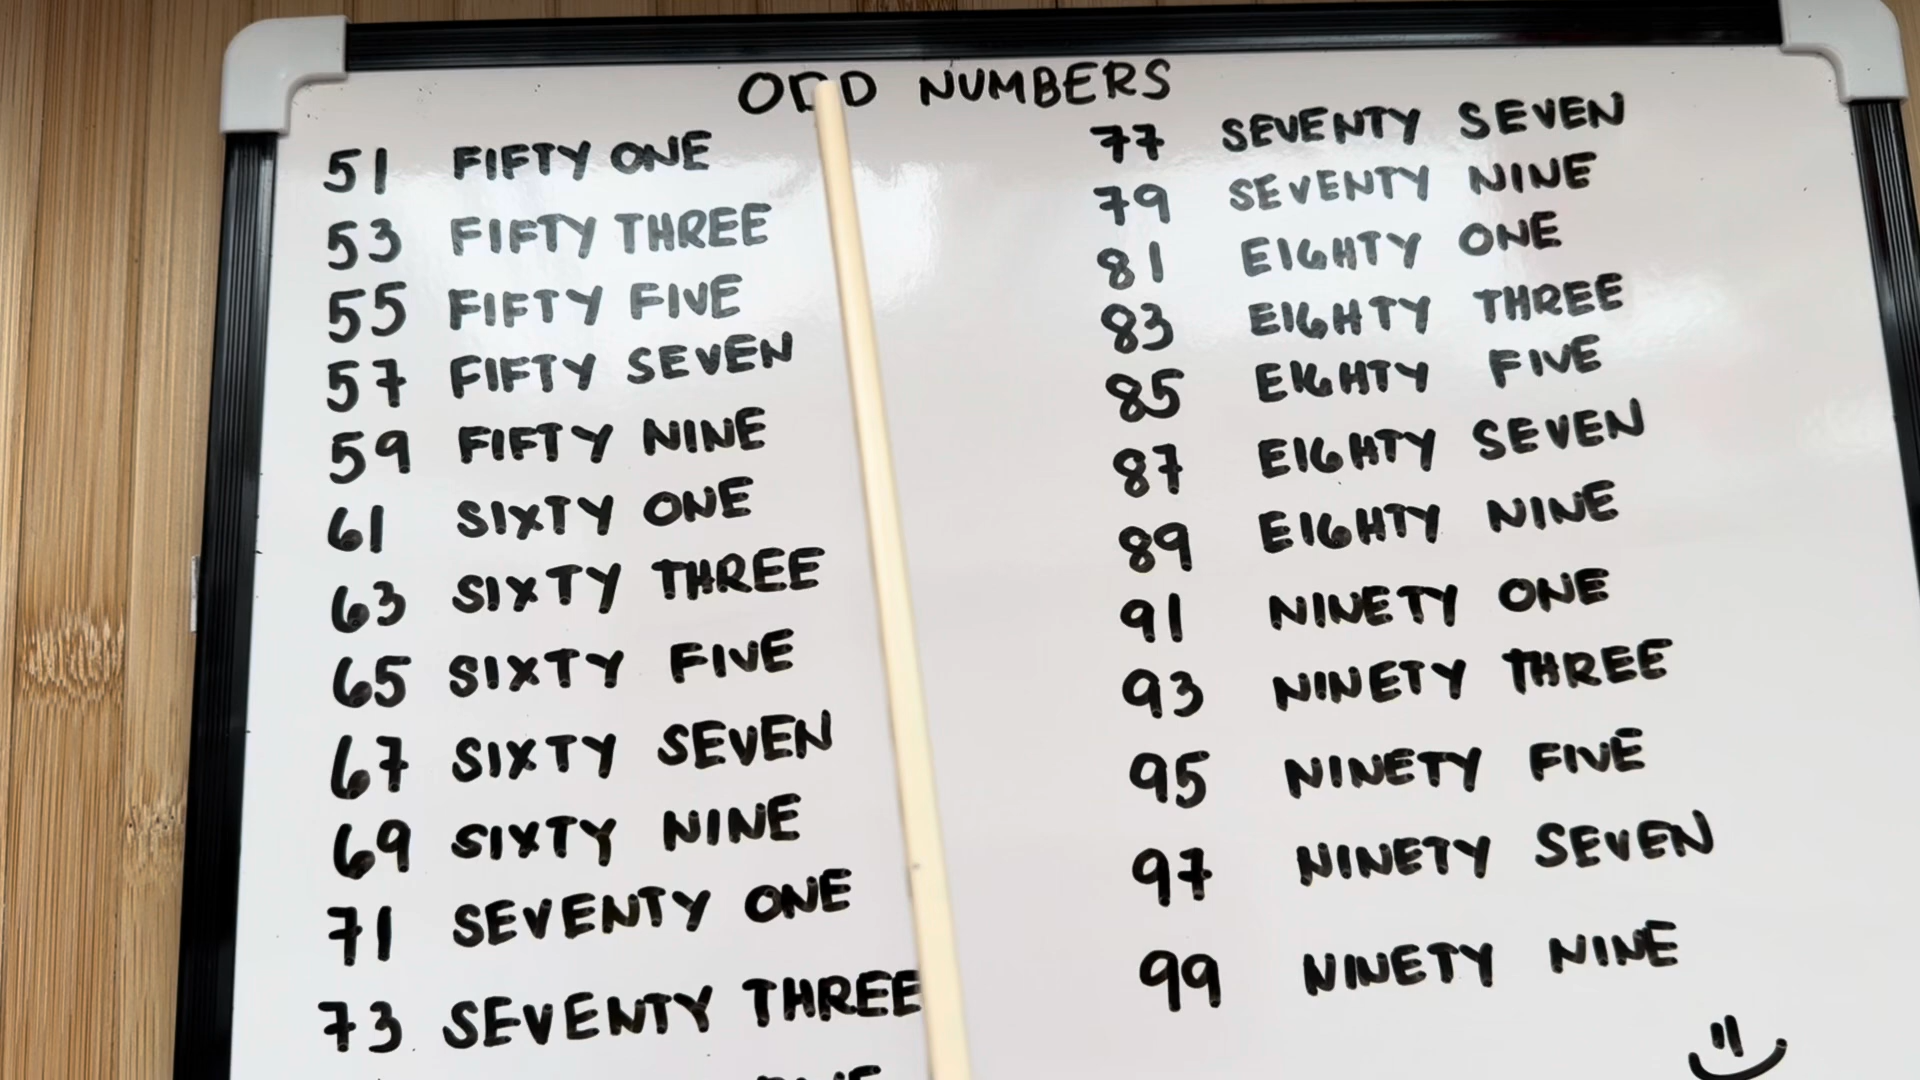 ODD NUMBERS
51 FIFTY ONE
53 FIFTY THREE
55 FIFTY FIVE
57 FIFTY SEVEN
59 FIFTY NINE
61 SIXTY ONE
63 SIXTY THREE
65 SIXTY FIVE
67 SIXTY SEVEN
69 SIXTY NINE
71 SEVENTY ONE
73 SEVENTY THREE
77 SEVENTY SEVEN
79 SEVENTY NINE
81 EIGHTY ONE
83 EIGHTY THREE
85 EIGHTY FIVE
87 EIGHTY SEVEN
89 EIGHTY NINE
91 NINETY ONE
93 NINETY THREE
95 NINETY FIVE
97 NINETY SEVEN
99 NINETY NINE